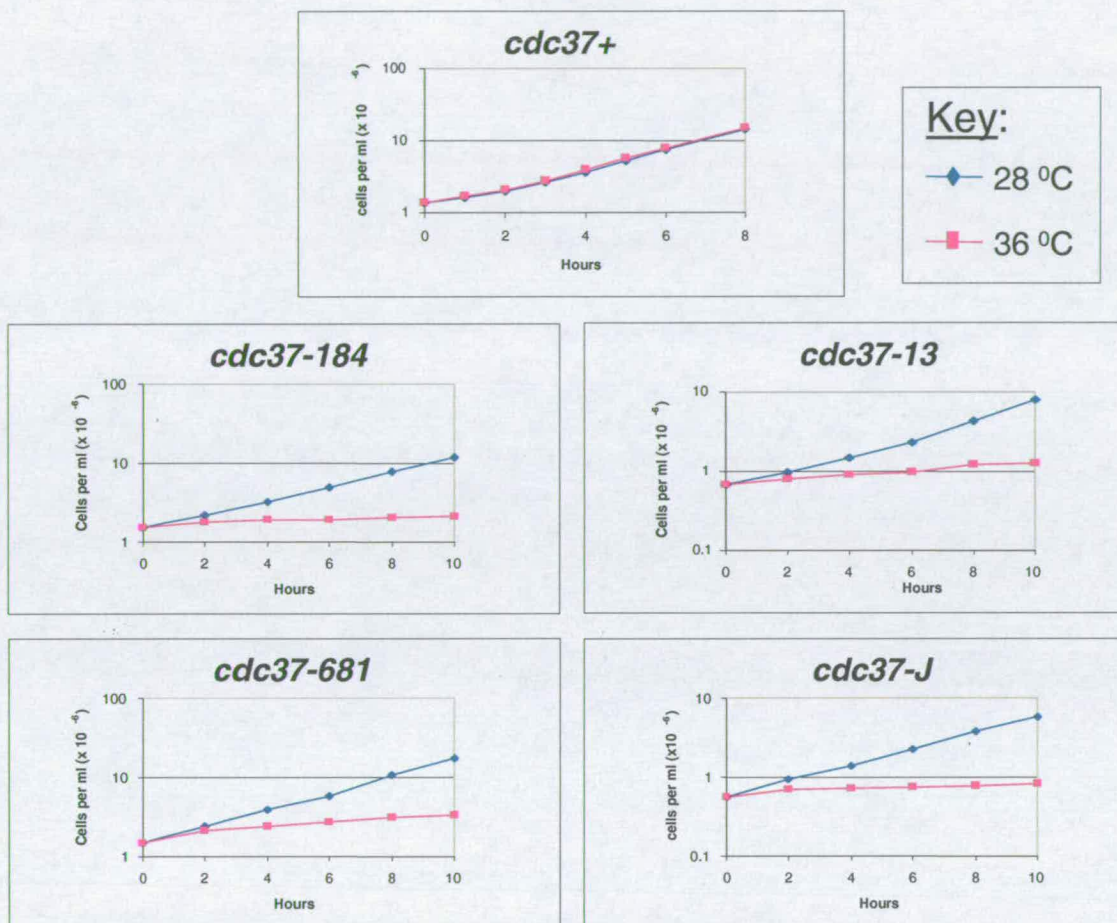 cdc37+
cells per ml (x 10 -6)
100
10
1
0 2 4 6 8
Hours
Key:
28 ⁰C
36 ⁰C
cdc37-184
Cells per ml (x 10 -6)
100
10
1
0 2 4 6 8 10
Hours
cdc37-13
Cells per ml (x 10 -6)
10
1
0.1
0 2 4 6 8 10
Hours
cdc37-681
Cells per ml (x 10 -6)
100
10
1
0 2 4 6 8 10
Hours
cdc37-J
cells per ml (x10 -6)
10
1
0.1
0 2 4 6 8 10
Hours